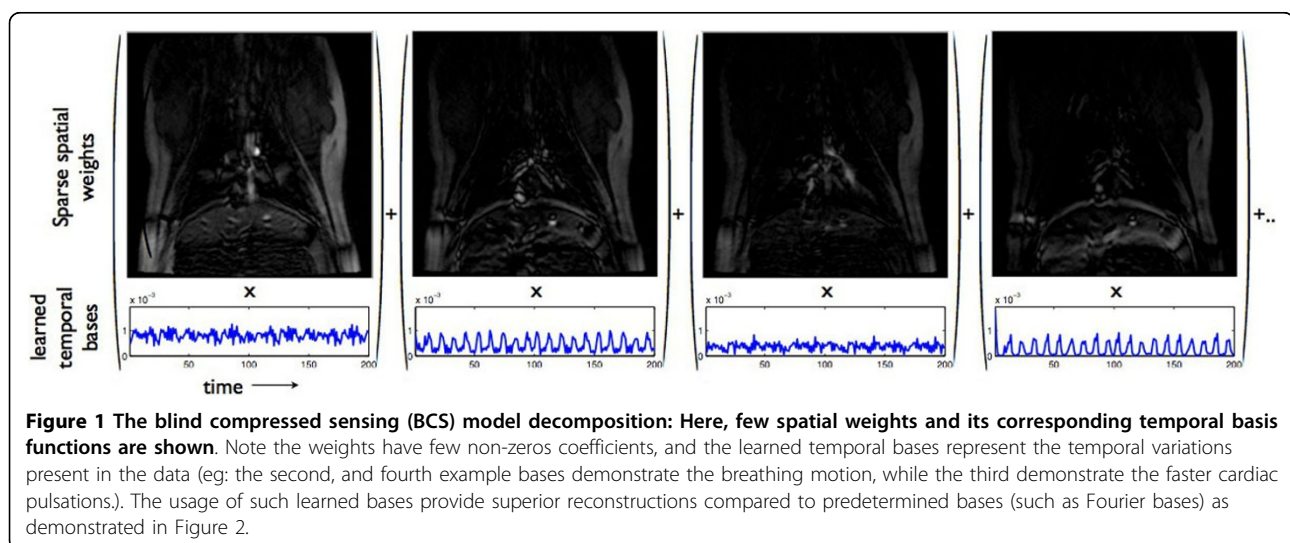 Sparse spatial
weights
+ + + +..
x x x x
learned
temporal
bases
x 10⁻³ x 10⁻³ x 10⁻³ x 10⁻³
1 1 1 1
0 0 0 0
50 100 150 200 50 100 150 200 50 100 150 200 50 100 150 200
time
Figure 1 The blind compressed sensing (BCS) model decomposition: Here, few spatial weights and its corresponding temporal basis
functions are shown. Note the weights have few non-zeros coefficients, and the learned temporal bases represent the temporal variations
present in the data (eg: the second, and fourth example bases demonstrate the breathing motion, while the third demonstrate the faster cardiac
pulsations.). The usage of such learned bases provide superior reconstructions compared to predetermined bases (such as Fourier bases) as
demonstrated in Figure 2.